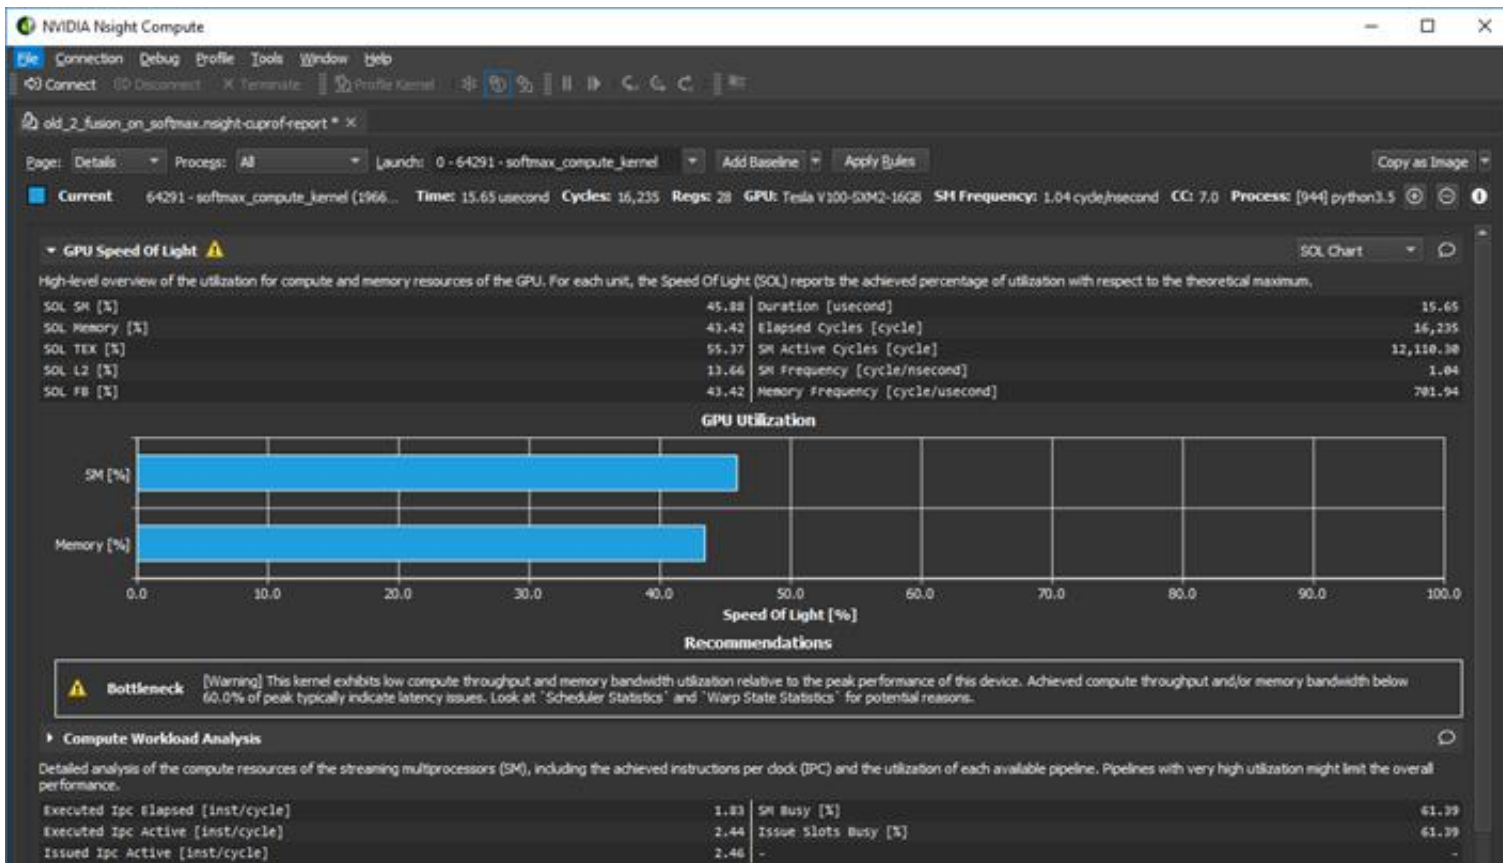 NVIDIA Nsight Compute
File Connection Debug Profile Tools Window Help
Connect Disconnect Terminate Profile Kernel
old_2_fusion_on_softmax.nsight-cuprof-report *
Page: Details Process: All Launch: 0 - 64291 - softmax_compute_kernel Add Baseline Apply Rules Copy as Image
Current 64291 - softmax_compute_kernel (1966... Time: 15.65 usecond Cycles: 16,235 Regs: 28 GPU: Tesla V100-SXM2-16GB SM Frequency: 1.04 cycle/nsecond CC: 7.0 Process: [944] python3.5
GPU Speed Of Light SOL Chart
High-level overview of the utilization for compute and memory resources of the GPU. For each unit, the Speed Of Light (SOL) reports the achieved percentage of utilization with respect to the theoretical maximum.
SOL SM [%] 45.88 Duration [usecond] 15.65
SOL Memory [%] 43.42 Elapsed Cycles [cycle] 16,235
SOL TEX [%] 55.37 SM Active Cycles [cycle] 12,110.30
SOL L2 [%] 13.66 SM Frequency [cycle/nsecond] 1.04
SOL FB [%] 43.42 Memory Frequency [cycle/usecond] 701.94
GPU Utilization
SM [%]
Memory [%]
0.0 10.0 20.0 30.0 40.0 50.0 60.0 70.0 80.0 90.0 100.0
Speed Of Light [%]
Recommendations
Bottleneck [Warning] This kernel exhibits low compute throughput and memory bandwidth utilization relative to the peak performance of this device. Achieved compute throughput and/or memory bandwidth below
60.0% of peak typically indicate latency issues. Look at `Scheduler Statistics` and `Warp State Statistics` for potential reasons.
Compute Workload Analysis
Detailed analysis of the compute resources of the streaming multiprocessors (SM), including the achieved instructions per clock (IPC) and the utilization of each available pipeline. Pipelines with very high utilization might limit the overall
performance.
Executed Ipc Elapsed [inst/cycle] 1.83 SM Busy [%] 61.39
Executed Ipc Active [inst/cycle] 2.44 Issue Slots Busy [%] 61.39
Issued Ipc Active [inst/cycle] 2.46 - -